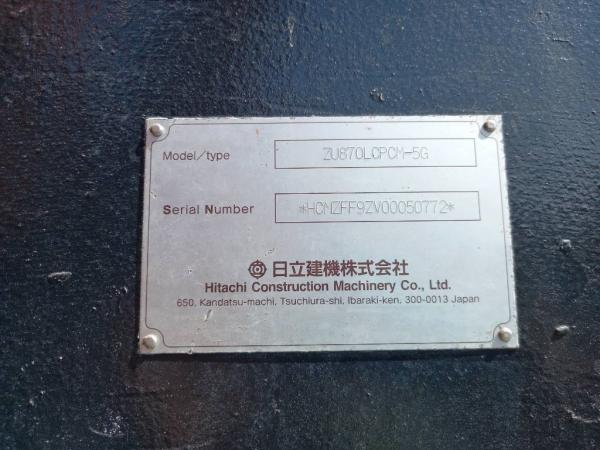 Model/type ZU870LCPCM-5G
Serial Number *HCMZFF9ZV00050772*
日立建機株式会社
Hitachi Construction Machinery Co., Ltd.
650, Kandatsu-machi, Tsuchiura-shi, Ibaraki-ken, 300-0013 Japan